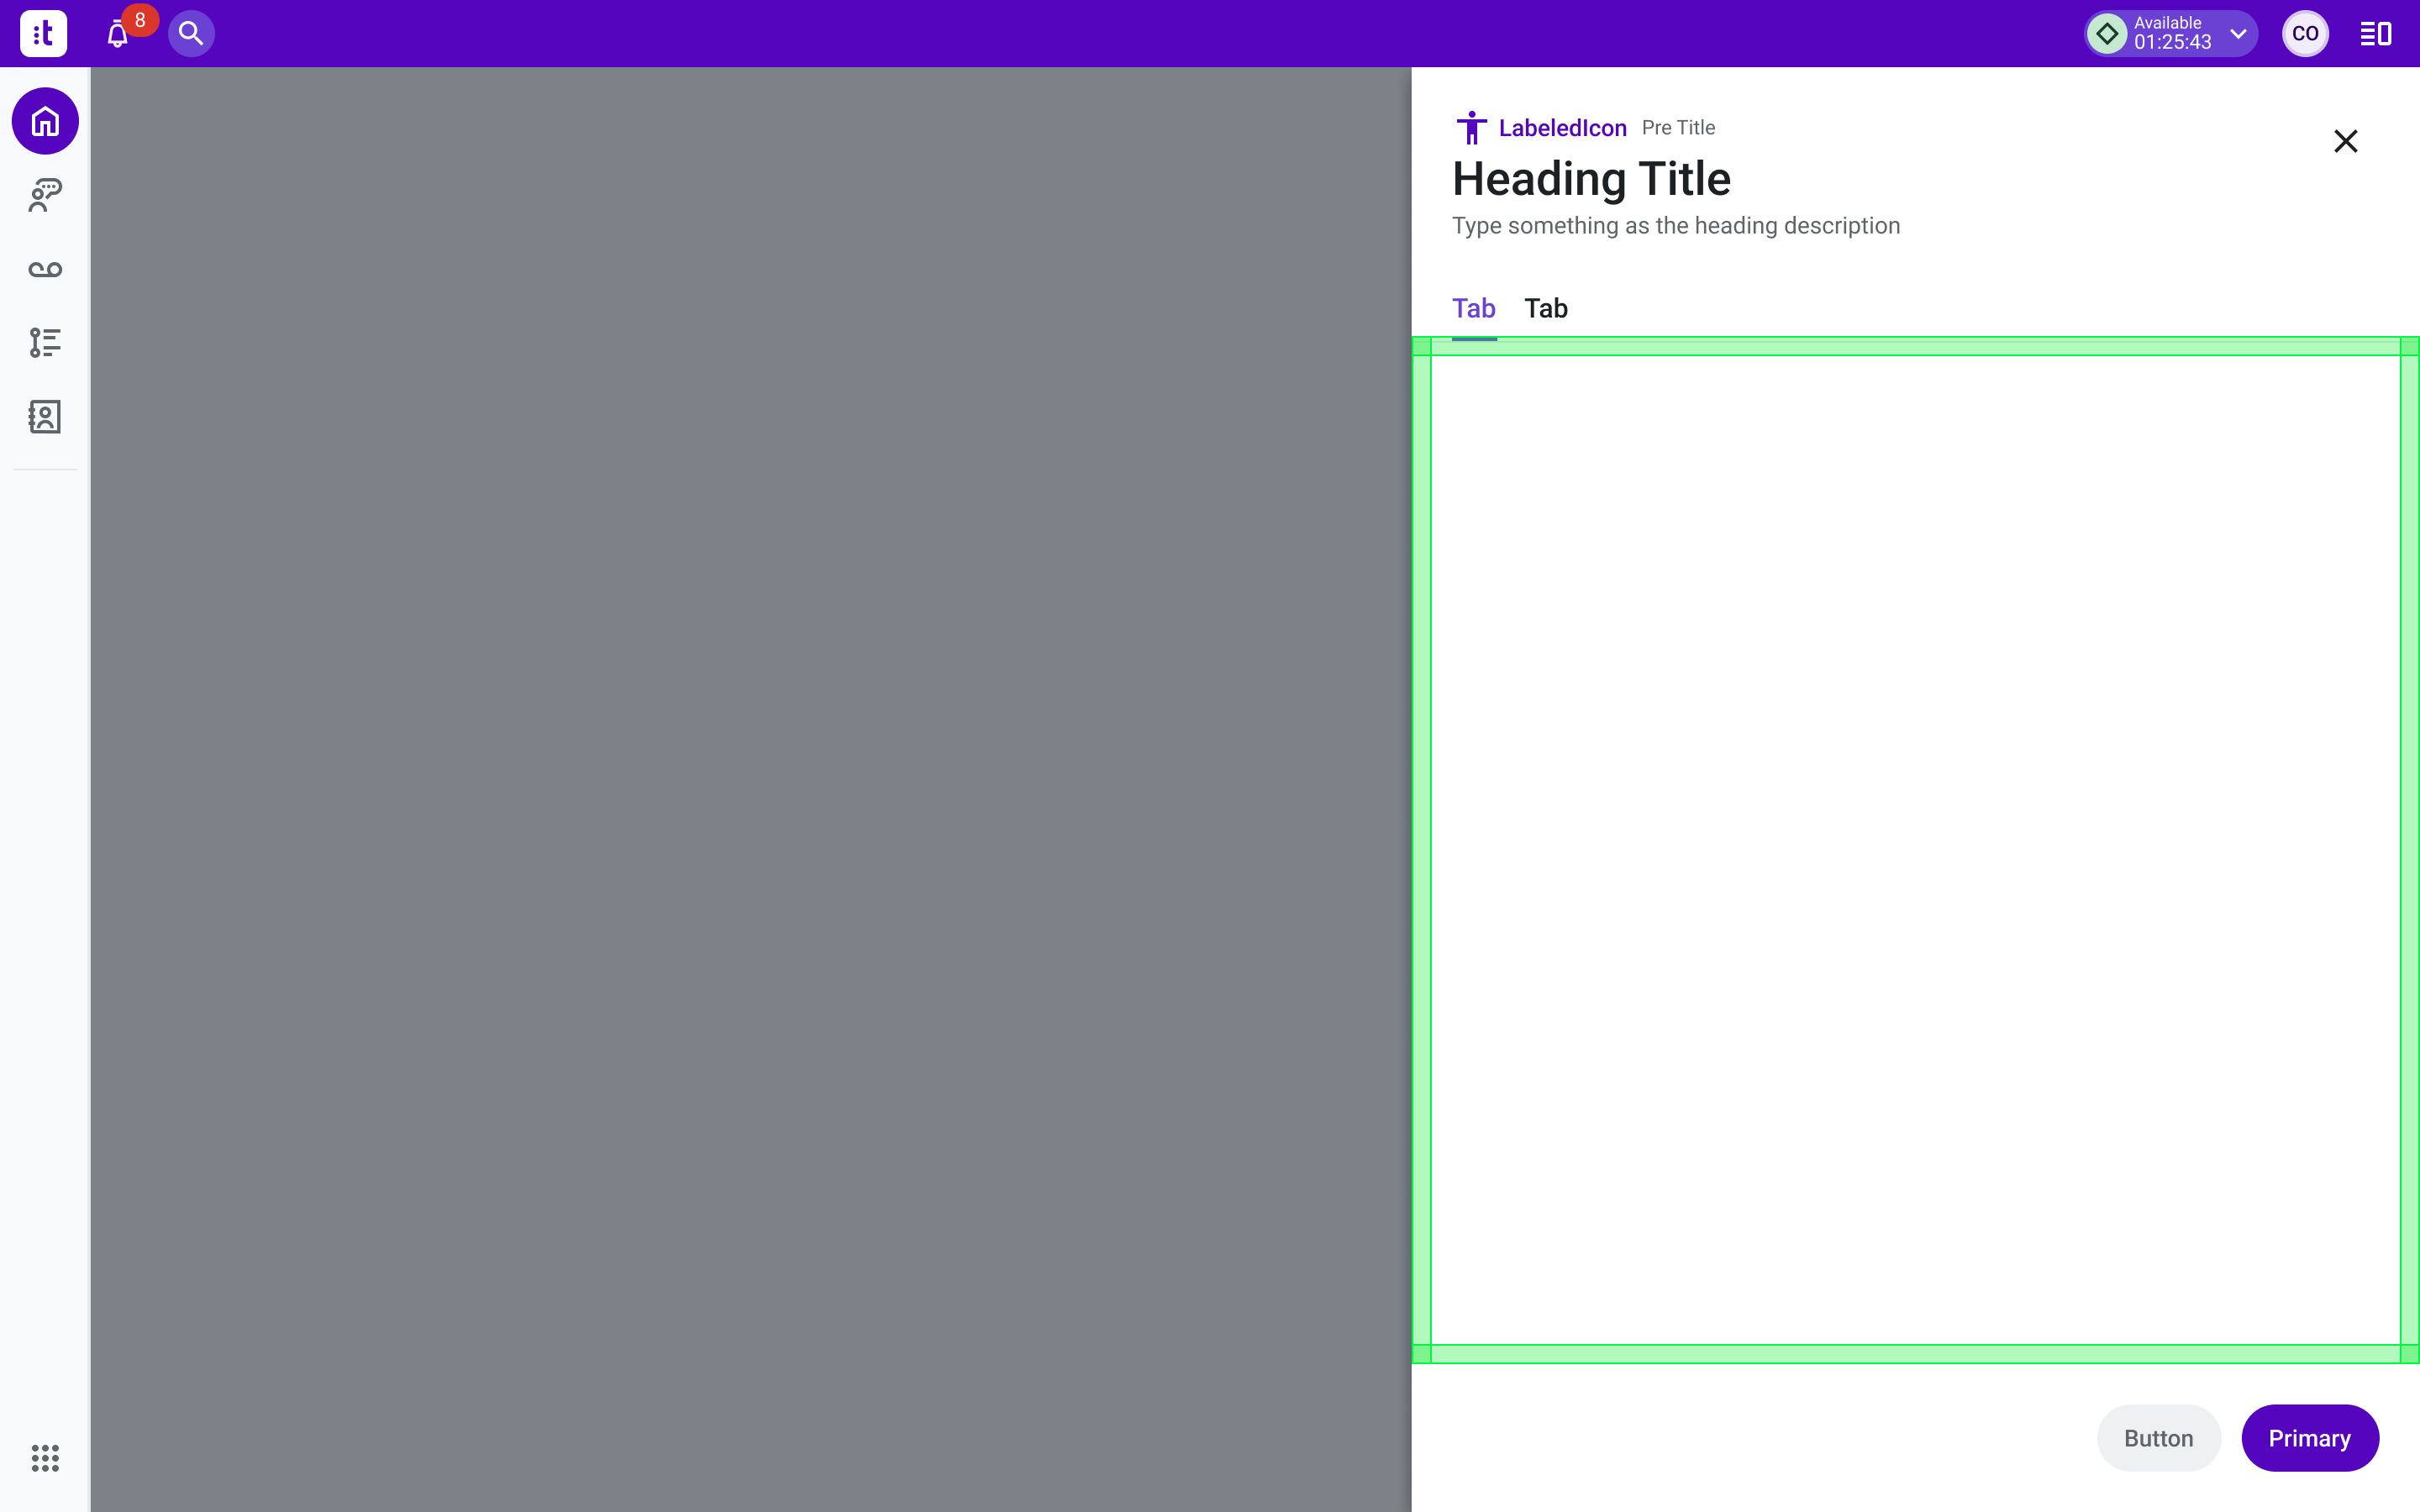 :t
8
Available
01:25:43
CO
LabeledIcon Pre Title
Heading Title
Type something as the heading description
Tab Tab
Button Primary